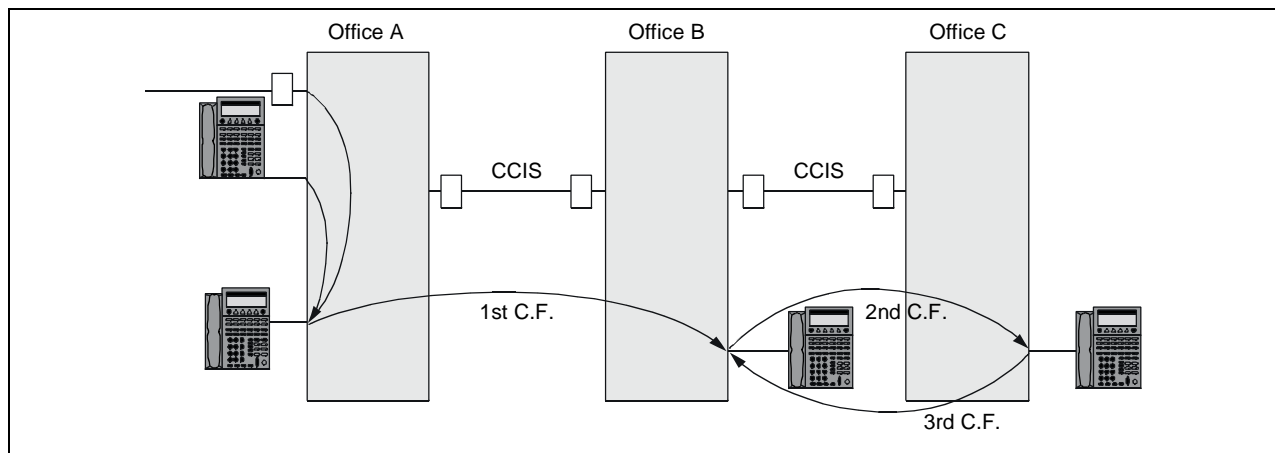 Office A
Office B
Office C
CCIS
CCIS
1st C.F.
2nd C.F.
3rd C.F.